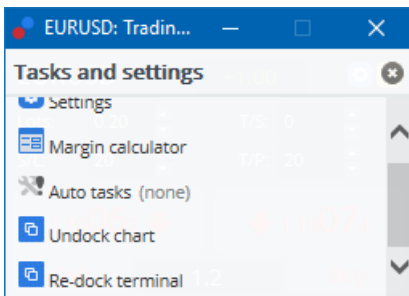 EURUSD: Tradin...
Tasks and settings
Settings
Margin calculator
Auto tasks (none)
Undock chart
Re-dock terminal